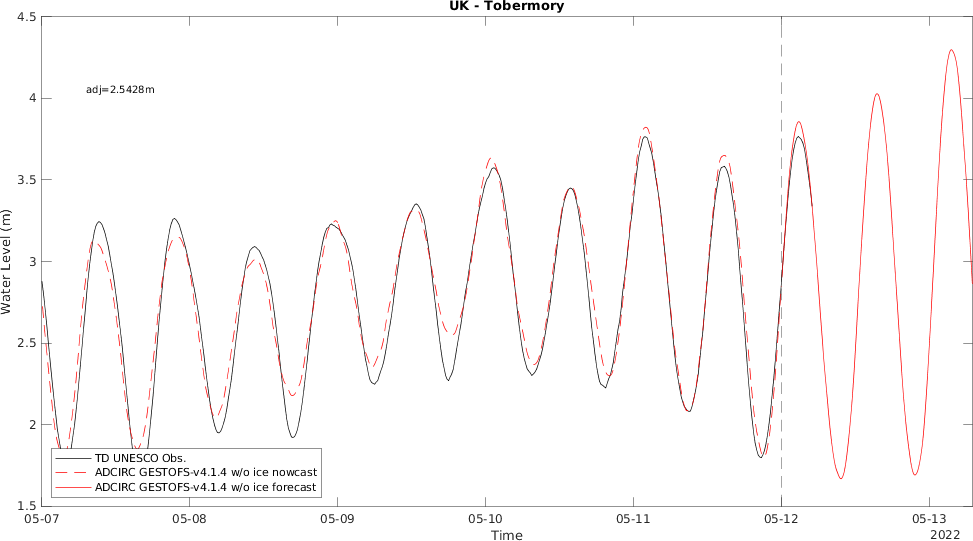 UK - Tobermory
4.5
4
3.5
3
2.5
2
1.5
Water Level (m)
adj=2.5428m
TD UNESCO Obs.
ADCIRC GESTOFS-v4.1.4 w/o ice nowcast
ADCIRC GESTOFS-v4.1.4 w/o ice forecast
05-07 05-08 05-09 05-10 05-11 05-12 05-13
Time
2022